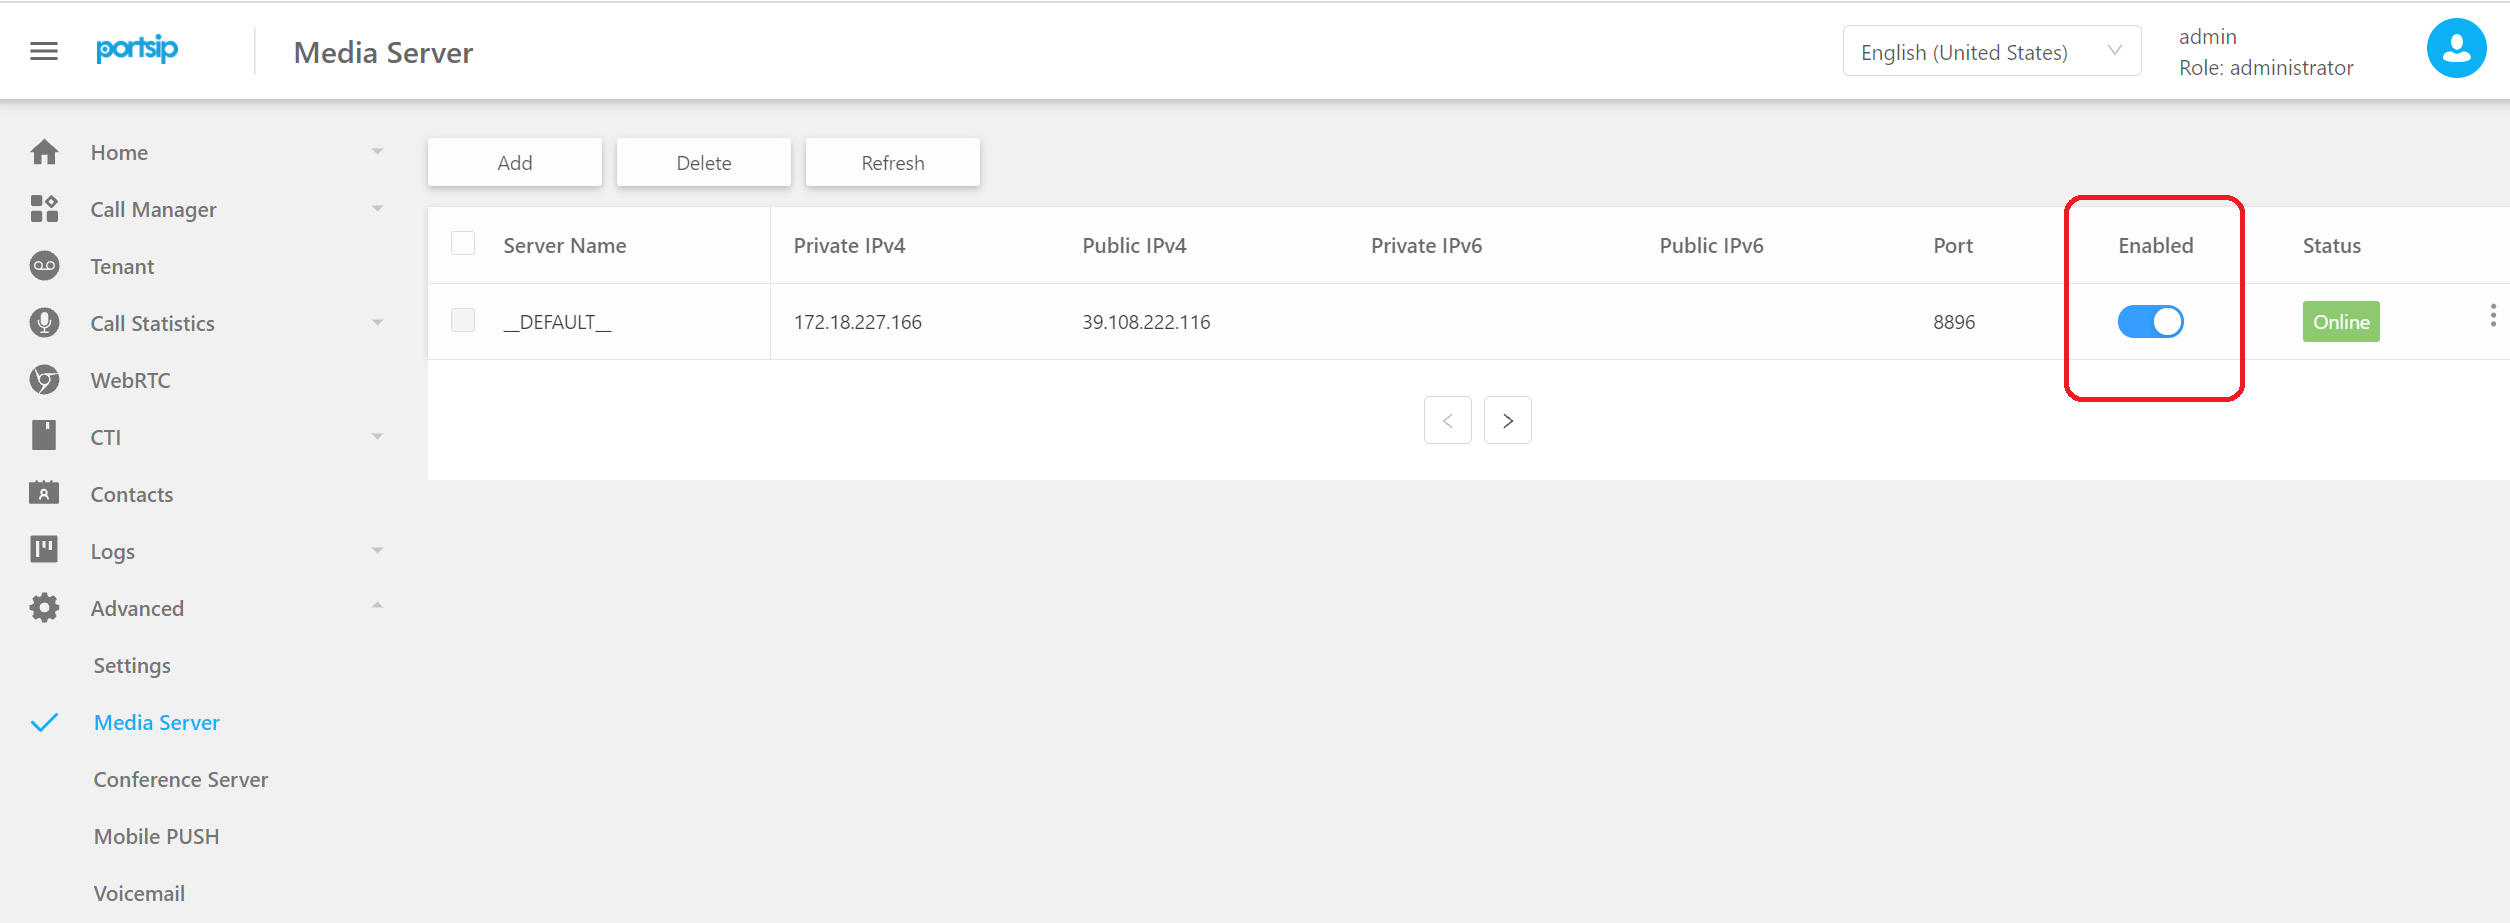 portsip
Media Server
English (United States)
admin
Role: administrator
Home
Call Manager
Tenant
Call Statistics
WebRTC
CTI
Contacts
Logs
Advanced
Settings
Media Server
Conference Server
Mobile PUSH
Voicemail
Add Delete Refresh
Server Name Private IPv4 Public IPv4 Private IPv6 Public IPv6 Port Enabled Status
__DEFAULT__ 172.18.227.166 39.108.222.116 8896 Online